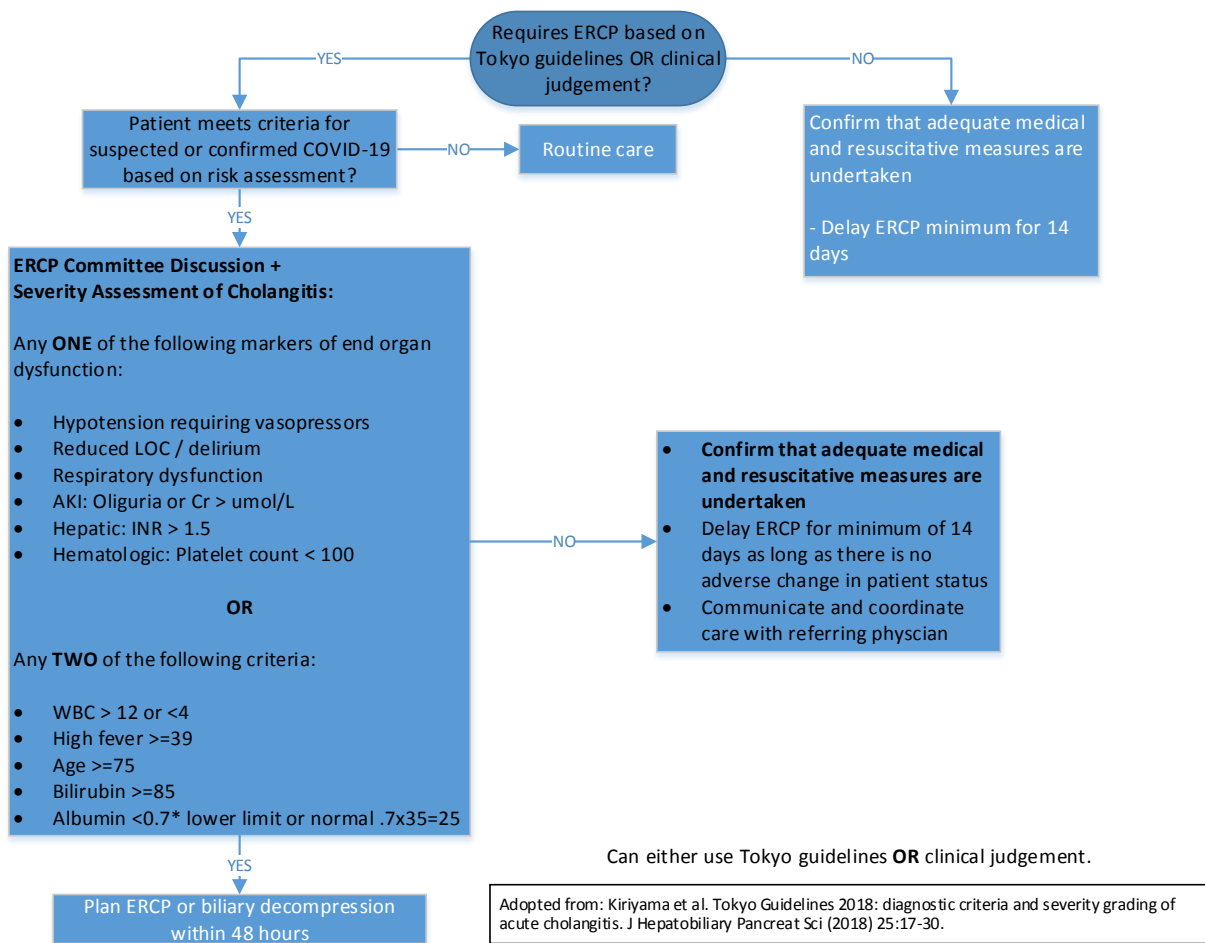 Requires ERCP based on
Tokyo guidelines OR clinical
judgement?
YES
NO
Patient meets criteria for
suspected or confirmed COVID-19
based on risk assessment?
NO
Routine care
Confirm that adequate medical
and resuscitative measures are
undertaken
- Delay ERCP minimum for 14
days
YES
ERCP Committee Discussion +
Severity Assessment of Cholangitis:
Any ONE of the following markers of end organ
dysfunction:
• Hypotension requiring vasopressors
• Reduced LOC / delirium
• Respiratory dysfunction
• AKI: Oliguria or Cr > umol/L
• Hepatic: INR > 1.5
• Hematologic: Platelet count < 100
OR
Any TWO of the following criteria:
• WBC > 12 or <4
• High fever >=39
• Age >=75
• Bilirubin >=85
• Albumin <0.7* lower limit or normal .7x35=25
NO
• Confirm that adequate medical
and resuscitative measures are
undertaken
• Delay ERCP for minimum of 14
days as long as there is no
adverse change in patient status
• Communicate and coordinate
care with referring physcian
YES
Plan ERCP or biliary decompression
within 48 hours
Can either use Tokyo guidelines OR clinical judgement.
Adopted from: Kiriyama et al. Tokyo Guidelines 2018: diagnostic criteria and severity grading of
acute cholangitis. J Hepatobiliary Pancreat Sci (2018) 25:17-30.